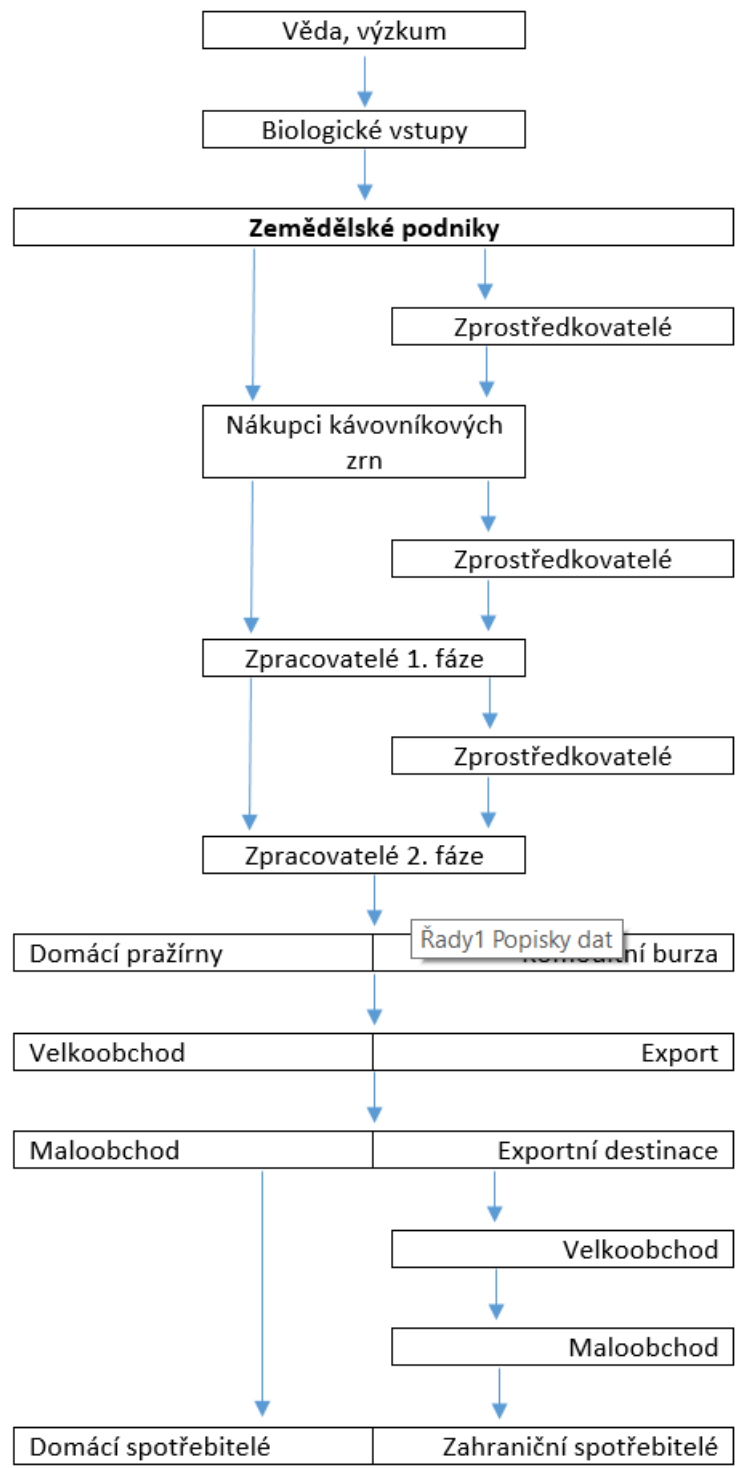 Věda, výzkum
Biologické vstupy
Zemědělské podniky
Zprostředkovatelé
Nákupci kávovníkových
zrn
Zprostředkovatelé
Zpracovatelé 1. fáze
Zprostředkovatelé
Zpracovatelé 2. fáze
Řady1 Popisky dat
Domácí pražírny
burza
Velkoobchod
Export
Maloobchod
Exportní destinace
Velkoobchod
Maloobchod
Domácí spotřebitelé
Zahraniční spotřebitelé